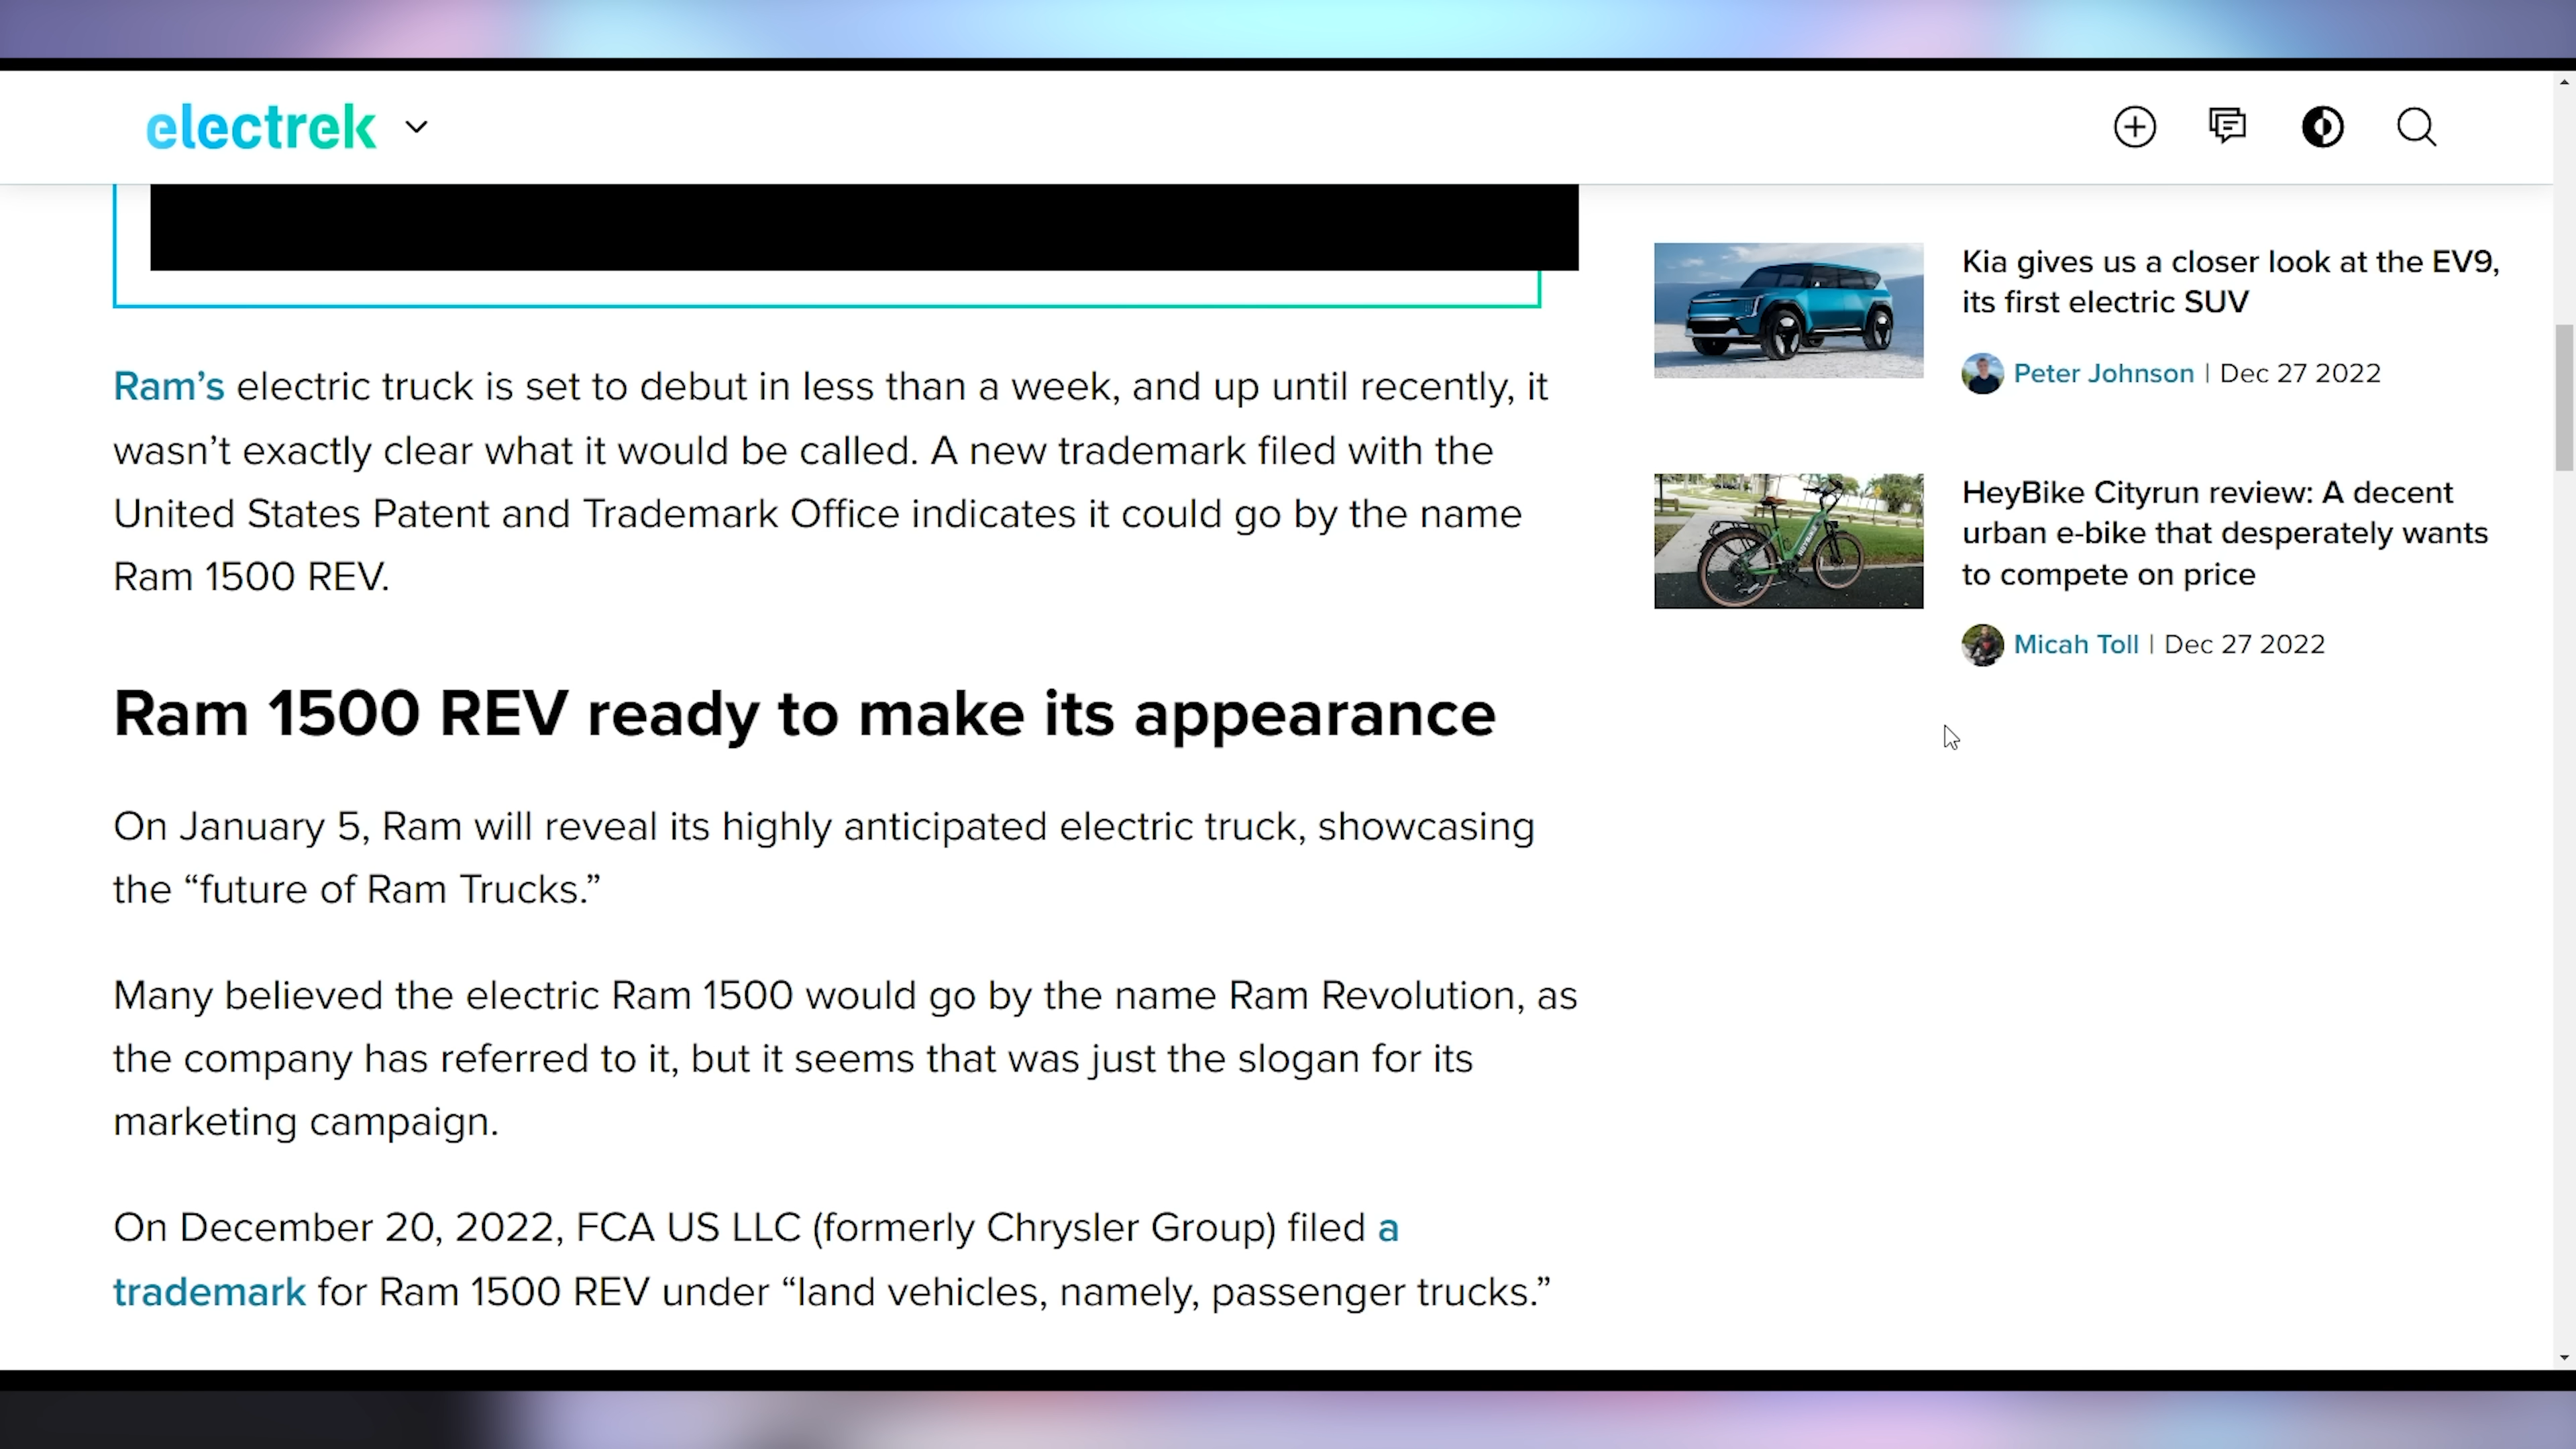 electrek
Ram’s electric truck is set to debut in less than a week, and up until recently, it
wasn’t exactly clear what it would be called. A new trademark filed with the
United States Patent and Trademark Office indicates it could go by the name
Ram 1500 REV.
Ram 1500 REV ready to make its appearance
On January 5, Ram will reveal its highly anticipated electric truck, showcasing
the “future of Ram Trucks.”
Many believed the electric Ram 1500 would go by the name Ram Revolution, as
the company has referred to it, but it seems that was just the slogan for its
marketing campaign.
On December 20, 2022, FCA US LLC (formerly Chrysler Group) filed a
trademark for Ram 1500 REV under “land vehicles, namely, passenger trucks.”
Kia gives us a closer look at the EV9,
its first electric SUV
Peter Johnson | Dec 27 2022
HeyBike Cityrun review: A decent
urban e-bike that desperately wants
to compete on price
Micah Toll | Dec 27 2022